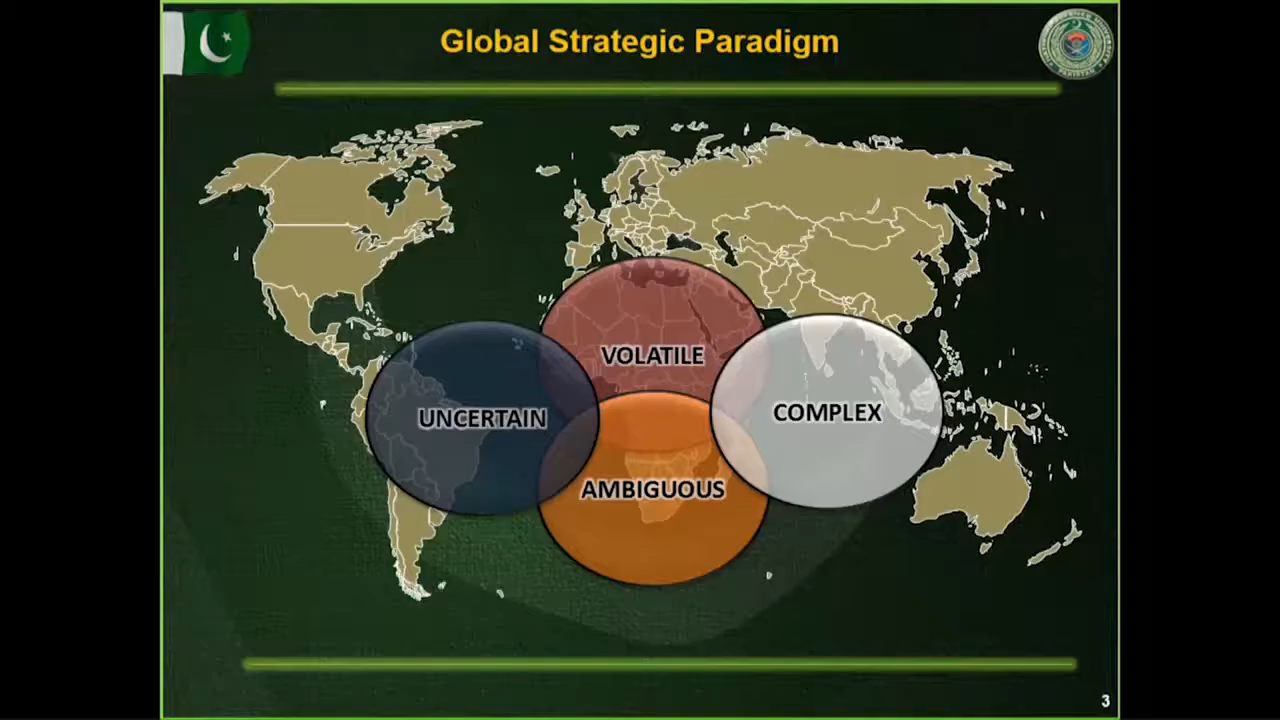 Global Strategic Paradigm
VOLATILE
UNCERTAIN
COMPLEX
AMBIGUOUS
3